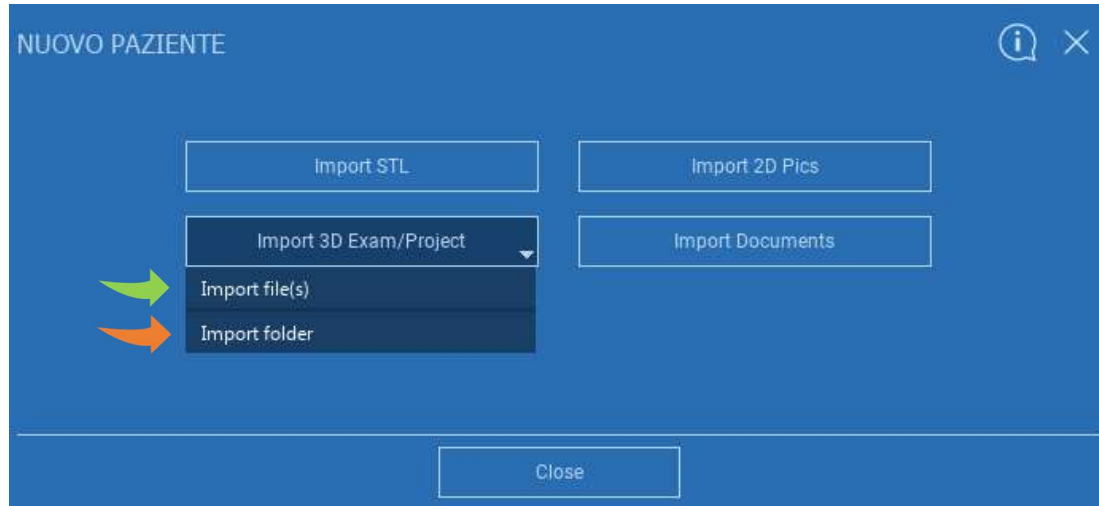 NUOVO PAZIENTE
Import STL
Import 2D Pics
Import 3D Exam/Project
Import Documents
Import file(s)
Import folder
Close